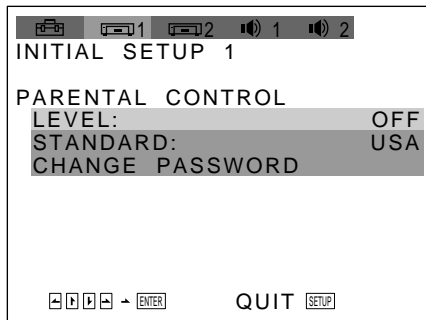 1 2 1 2
INITIAL SETUP 1
PARENTAL CONTROL
LEVEL: OFF
STANDARD: USA
CHANGE PASSWORD
ENTER QUIT SETUP